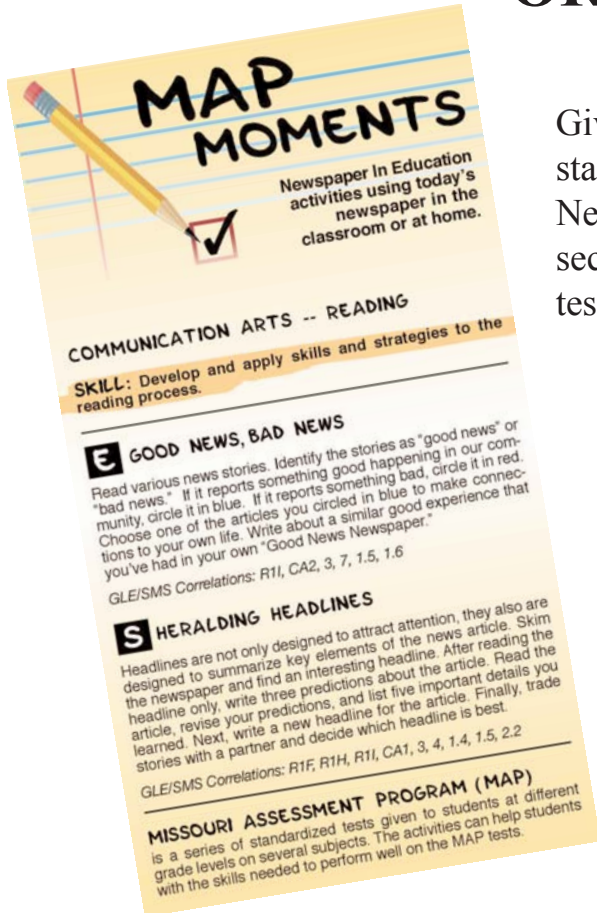 MAP
MOMENTS
Newspaper In Education
activities using today's
newspaper in the
classroom or at home.
COMMUNICATION ARTS -- READING
SKILL: Develop and apply skills and strategies to the
reading process.
E GOOD NEWS, BAD NEWS
Read various news stories. Identify the stories as "good news" or
"bad news." If it reports something good happening in our com-
munity, circle it in blue. If it reports something bad, circle it in red.
Choose one of the articles you circled in blue to make connec-
tions to your own life. Write about a similar good experience that
you've had in your own "Good News Newspaper."
GLE/SMS Correlations: R1I, CA2, 3, 7, 1.5, 1.6
S HERALDING HEADLINES
Headlines are not only designed to attract attention, they also are
designed to summarize key elements of the news article. Skim
the newspaper and find an interesting headline. After reading the
headline only, write three predictions about the article. Read the
article, revise your predictions, and list five important details you
learned. Next, write a new headline for the article. Finally, trade
stories with a partner and decide which headline is best.
GLE/SMS Correlations: R1F, R1H, R1I, CA1, 3, 4, 1.4, 1.5, 2.2
MISSOURI ASSESSMENT PROGRAM (MAP)
is a series of standardized tests given to students at different
grade levels on several subjects. The activities can help students
with the skills needed to perform well on the MAP tests.
Giv
sta
Ne
sec
tes